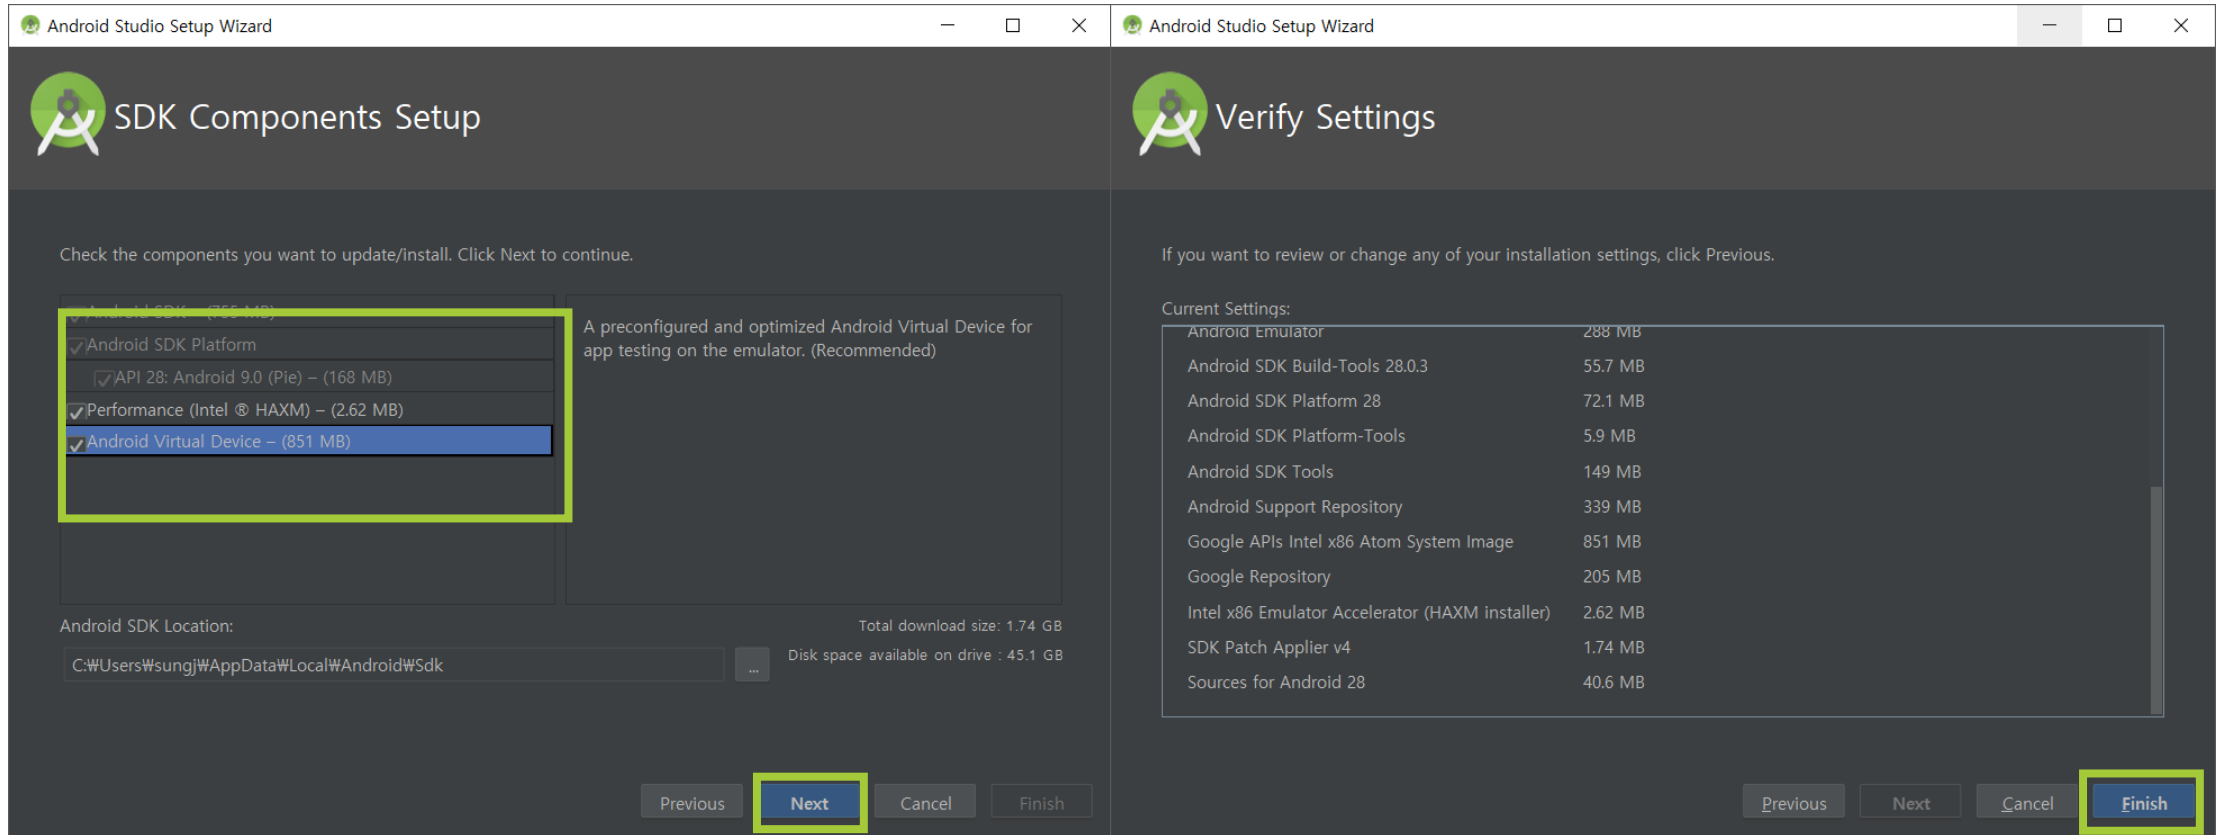 Android Studio Setup Wizard
SDK Components Setup
Check the components you want to update/install. Click Next to continue.
Android SDK – (755 MB)
Android SDK Platform
API 28: Android 9.0 (Pie) – (168 MB)
Performance (Intel ® HAXM) – (2.62 MB)
Android Virtual Device – (851 MB)
A preconfigured and optimized Android Virtual Device for
app testing on the emulator. (Recommended)
Android SDK Location:
Total download size: 1.74 GB
C:₩Users₩sungj₩AppData₩Local₩Android₩Sdk
...
Disk space available on drive : 45.1 GB
Previous
Next
Cancel
Finish
Android Studio Setup Wizard
Verify Settings
If you want to review or change any of your installation settings, click Previous.
Current Settings:
Android Emulator 288 MB
Android SDK Build-Tools 28.0.3 55.7 MB
Android SDK Platform 28 72.1 MB
Android SDK Platform-Tools 5.9 MB
Android SDK Tools 149 MB
Android Support Repository 339 MB
Google APIs Intel x86 Atom System Image 851 MB
Google Repository 205 MB
Intel x86 Emulator Accelerator (HAXM installer) 2.62 MB
SDK Patch Applier v4 1.74 MB
Sources for Android 28 40.6 MB
Previous
Next
Cancel
Finish